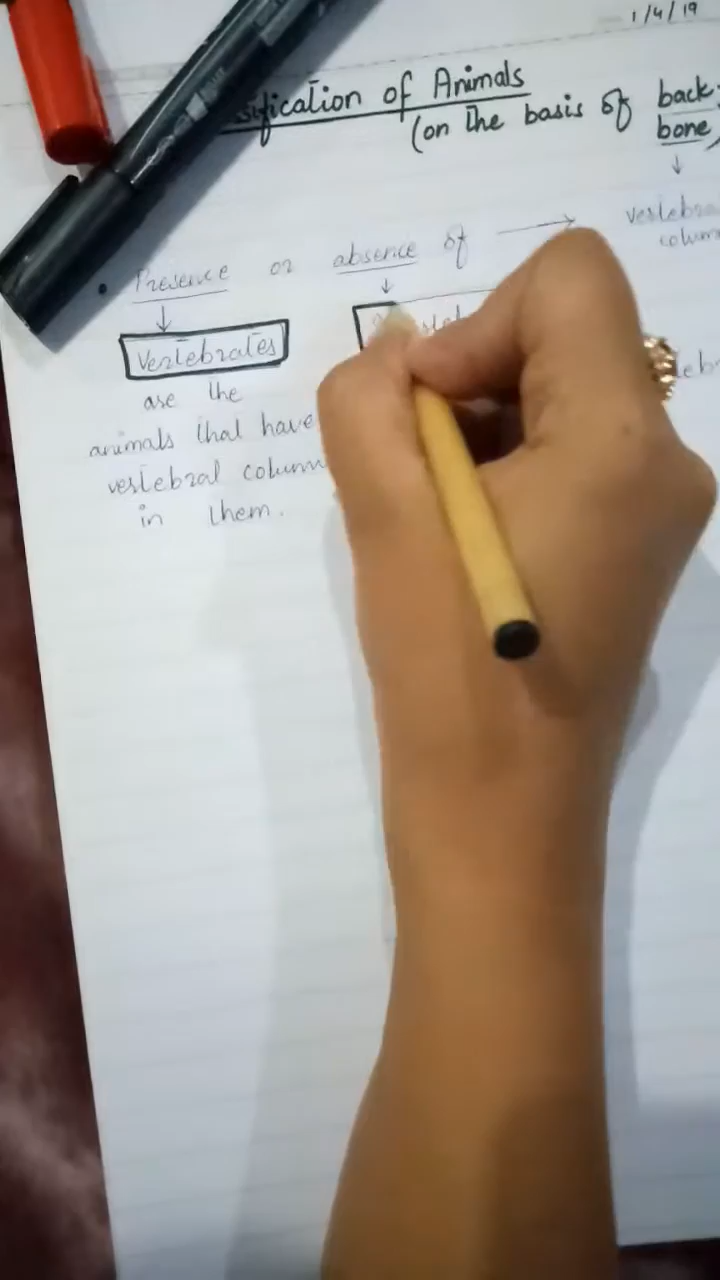 1/4/19
sification of Animals
(on the basis of back
bone
Presence or absence of → 
Vertebrates
are the
animals that have
vertebral column
in them.